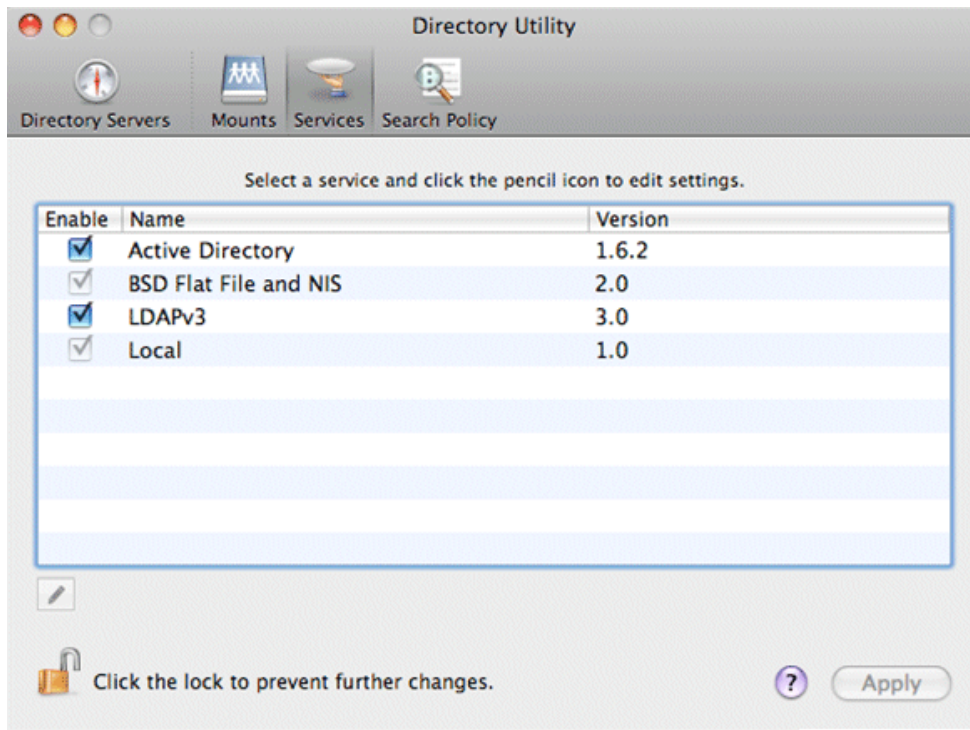 Directory Utility
Directory Servers Mounts Services Search Policy
Select a service and click the pencil icon to edit settings.
Enable Name Version
Active Directory 1.6.2
BSD Flat File and NIS 2.0
LDAPv3 3.0
Local 1.0
Click the lock to prevent further changes. ? Apply